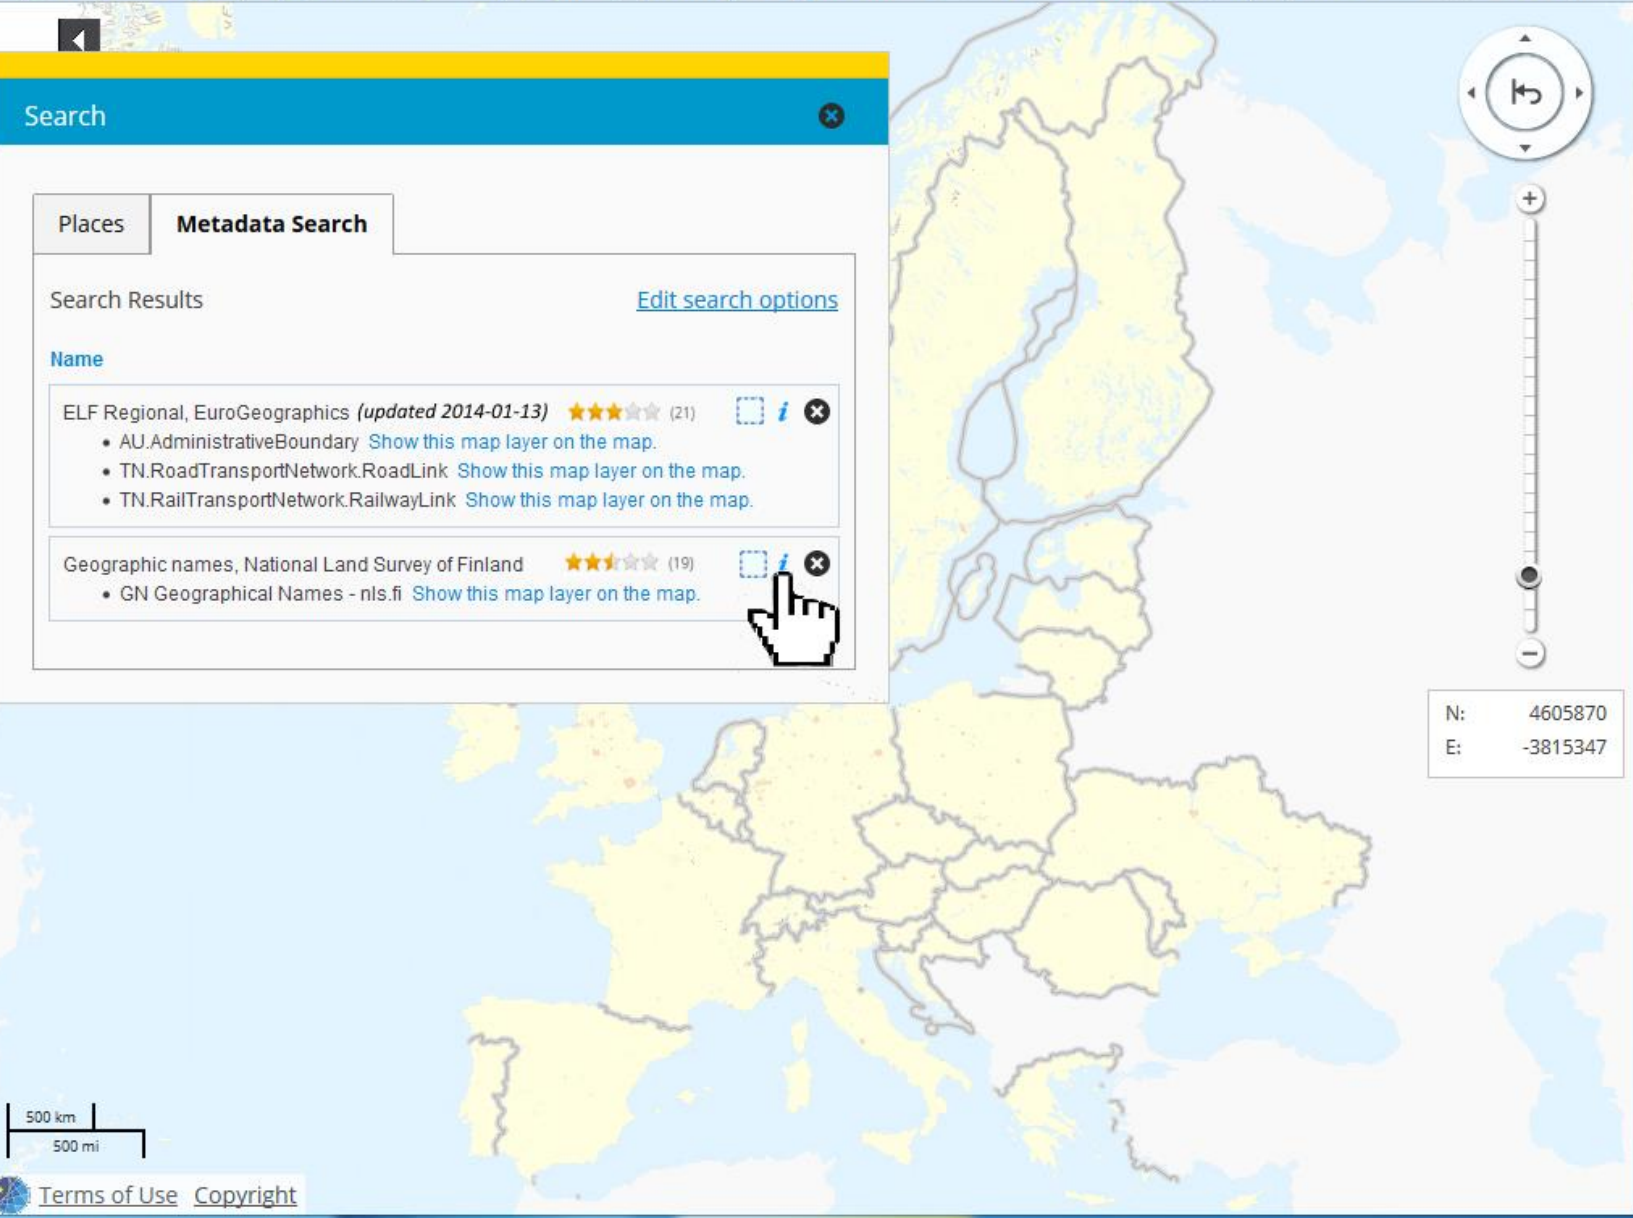 Search
Places
Metadata Search
Search Results
Edit search options
Name
ELF Regional, EuroGeographics (updated 2014-01-13) (21)
• AU.AdministrativeBoundary Show this map layer on the map.
• TN.RoadTransportNetwork.RoadLink Show this map layer on the map.
• TN.RailTransportNetwork.RailwayLink Show this map layer on the map.
Geographic names, National Land Survey of Finland (19)
• GN Geographical Names - nls.fi Show this map layer on the map.
N: 4605870
E: -3815347
500 km
500 mi
Terms of Use Copyright